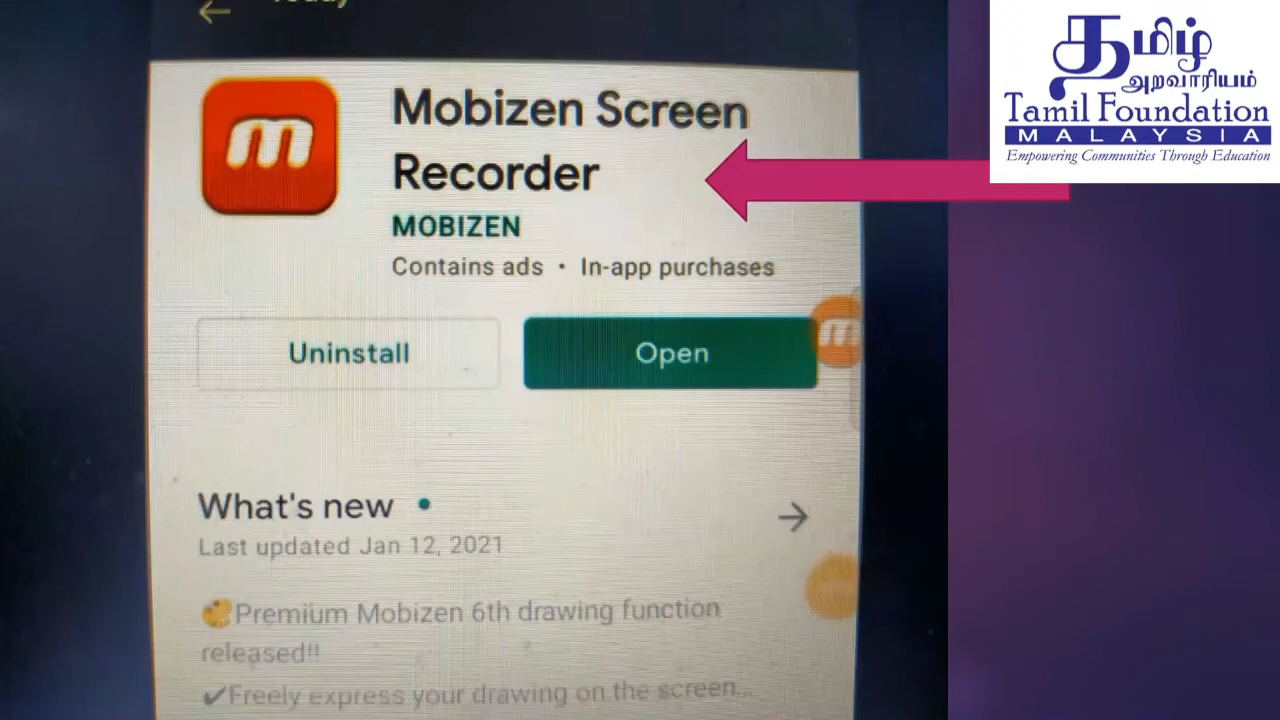 Mobizen Screen
Recorder
MOBIZEN
Contains ads • In-app purchases
Uninstall
Open
What's new
Last updated Jan 12, 2021
Premium Mobizen 6th drawing function
released!!
✔Freely express your drawing on the screen...
தமிழ்
அறவாரியம்
Tamil Foundation
MALAYSIA
Empowering Communities Through Education